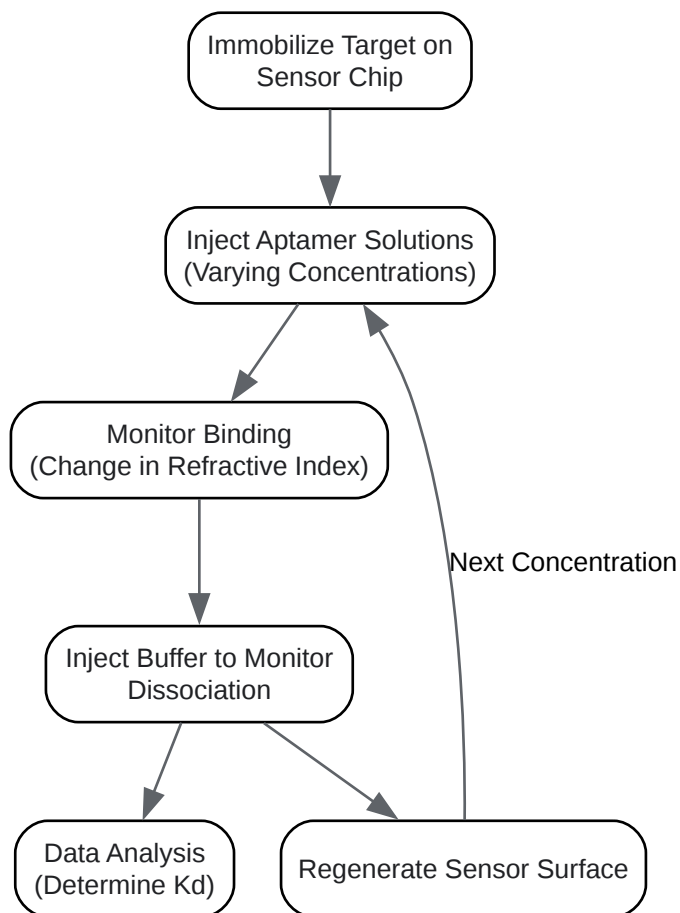 Immobilize Target on
Sensor Chip
Inject Aptamer Solutions
(Varying Concentrations)
Monitor Binding
(Change in Refractive Index)
Next Concentration
Inject Buffer to Monitor
Dissociation
Data Analysis
(Determine Kd)
Regenerate Sensor Surface